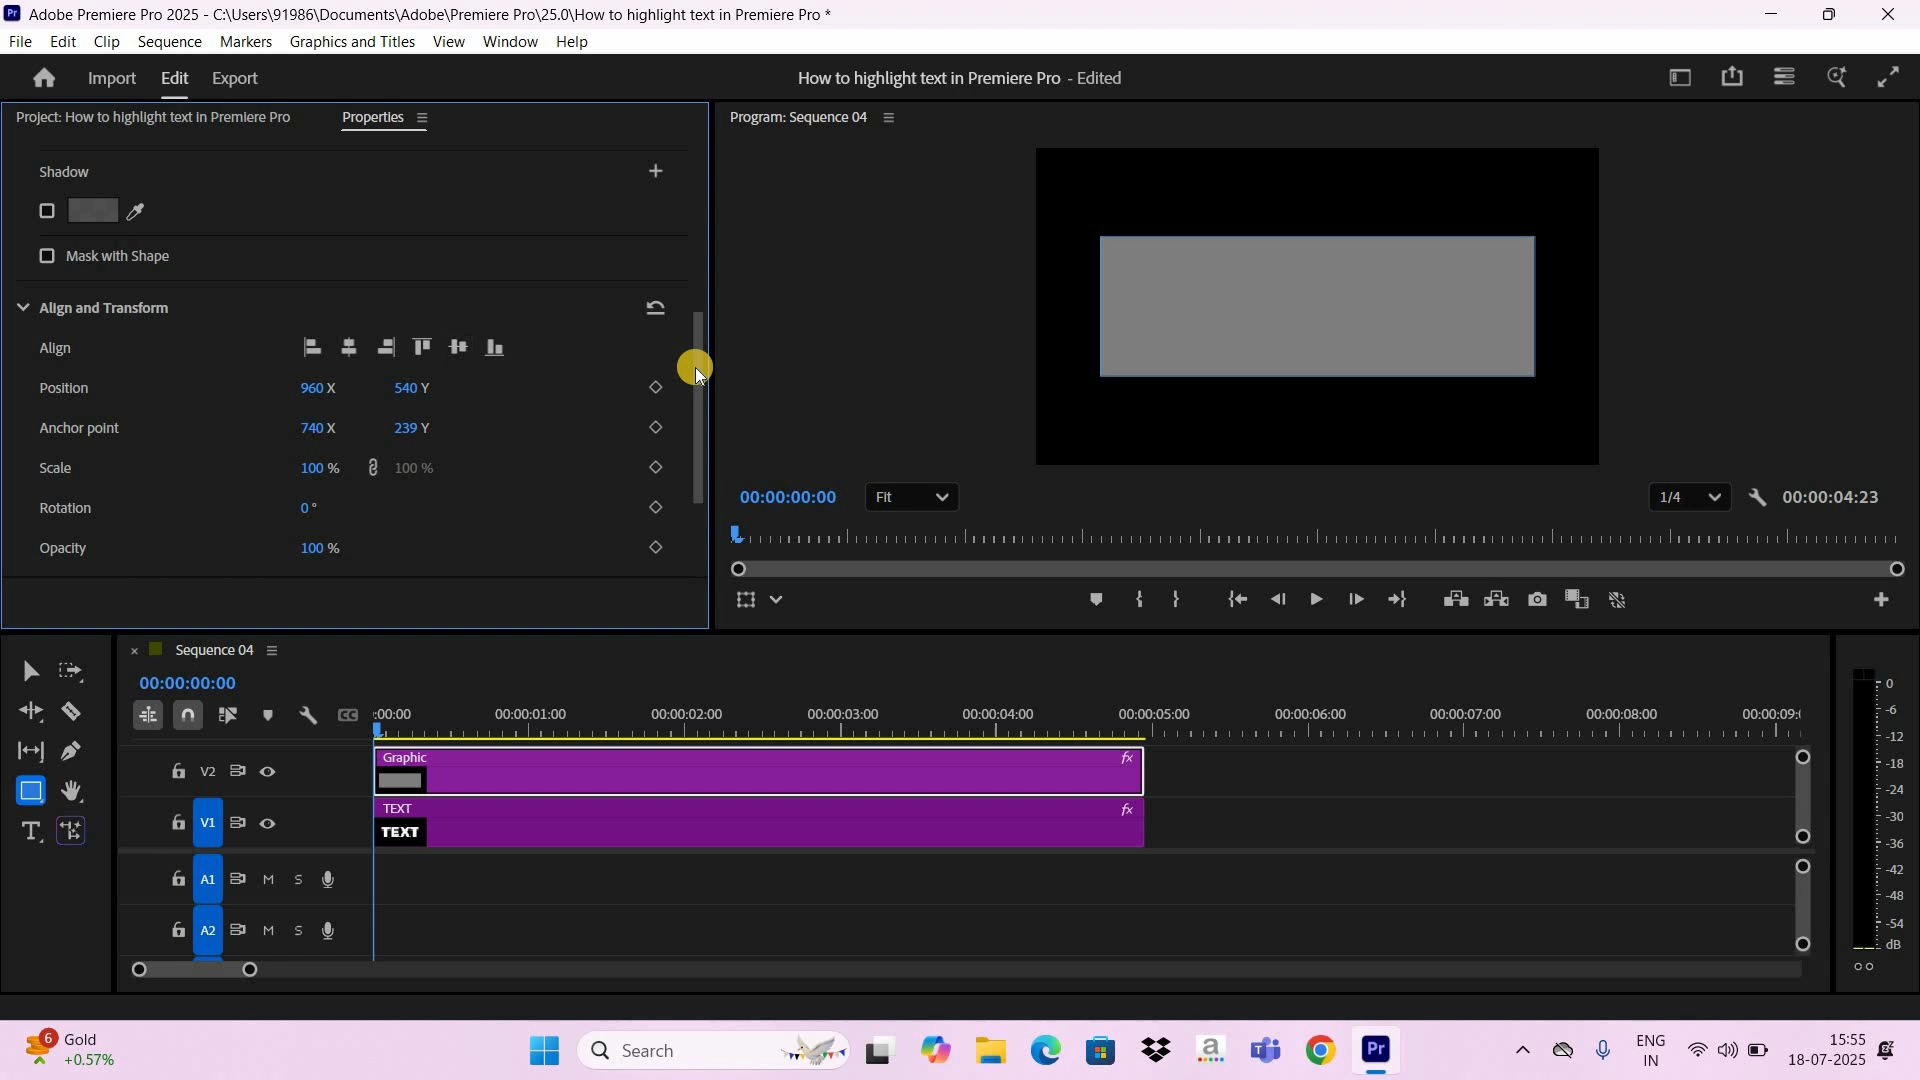 Adobe Premiere Pro 2025 - C:\Users\91986\Documents\Adobe\Premiere Pro\25.0\How to highlight text in Premiere Pro *
File Edit Clip Sequence Markers Graphics and Titles View Window Help
Import Edit Export How to highlight text in Premiere Pro - Edited
Project: How to highlight text in Premiere Pro Properties
Program: Sequence 04
Shadow
Mask with Shape
Align and Transform
Align
Position 960 X 540 Y
Anchor point 740 X 239 Y
Scale 100 % 100 %
Rotation 0 °
Opacity 100 %
00:00:00:00 Fit 1/4 00:00:04:23
Sequence 04
00:00:00:00
:00:00 00:00:01:00 00:00:02:00 00:00:03:00 00:00:04:00 00:00:05:00 00:00:06:00 00:00:07:00 00:00:08:00 00:00:09:
Graphic fx
V2
TEXT fx
V1 TEXT
A1 M S
A2 M S
0
-6
-12
-18
-24
-30
-36
-42
-48
-54
dB
6 Gold
+0.57%
Search
Pr
ENG
IN
15:55
18-07-2025